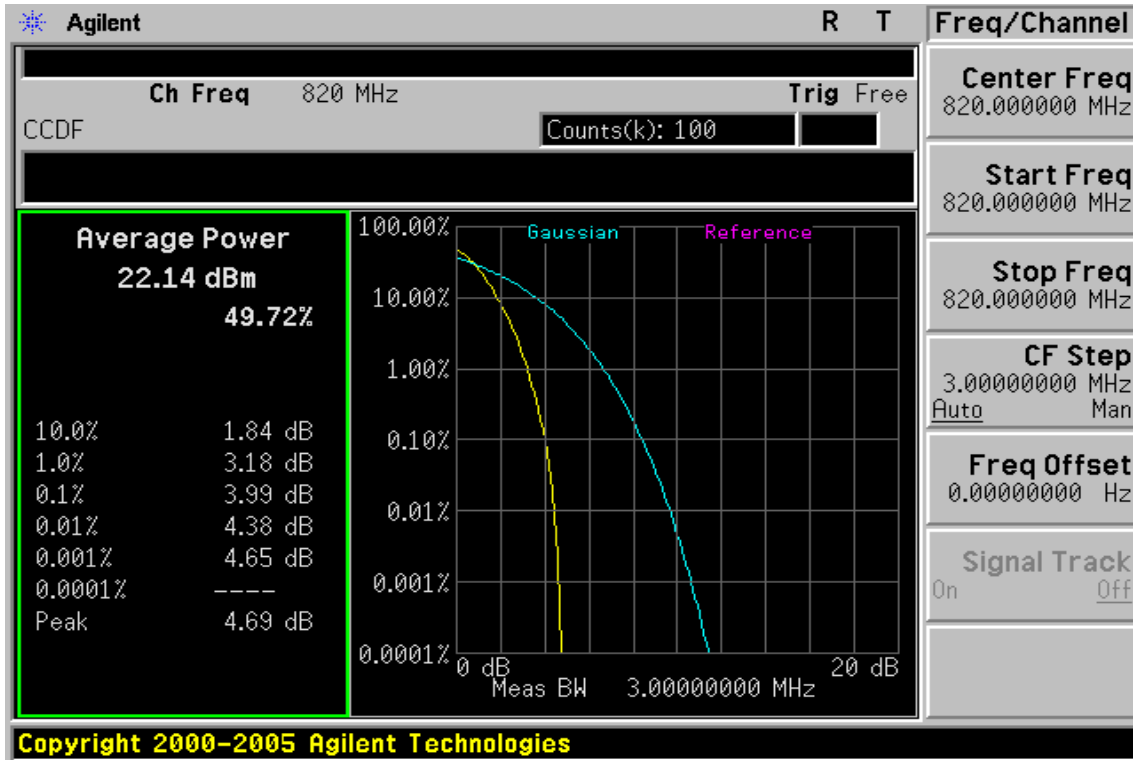 Agilent R T Freq/Channel
Ch Freq 820 MHz Trig Free
CCDF Counts(k): 100
Average Power
22.14 dBm
49.72%
10.0% 1.84 dB
1.0% 3.18 dB
0.1% 3.99 dB
0.01% 4.38 dB
0.001% 4.65 dB
0.0001% ----
Peak 4.69 dB
Gaussian Reference
100.00%
10.00%
1.00%
0.10%
0.01%
0.001%
0.0001%
0 dB 20 dB
Meas BW 3.00000000 MHz
Center Freq
820.000000 MHz
Start Freq
820.000000 MHz
Stop Freq
820.000000 MHz
CF Step
3.00000000 MHz
Auto Man
Freq Offset
0.00000000 Hz
Signal Track
On Off
Copyright 2000-2005 Agilent Technologies